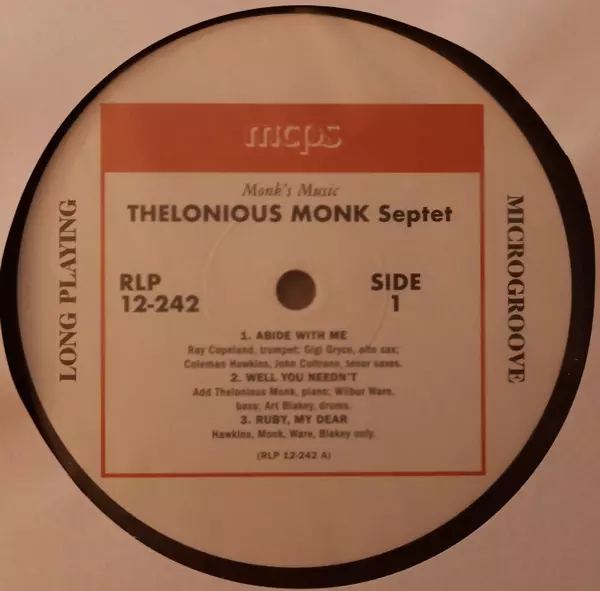 mcps
Monk's Music
THELONIOUS MONK Septet
LONG PLAYING
RLP
12-242
SIDE
1
MICROGROOVE
1. ABIDE WITH ME
Ray Copeland, trumpet; Gigi Gryce, alto sax;
Coleman Hawkins, John Coltrane, tenor saxes.
2. WELL YOU NEEDN'T
Add Thelonious Monk, piano; Wilbur Ware,
bass; Art Blakey, drums.
3. RUBY, MY DEAR
Hawkins, Monk, Ware, Blakey only.
(RLP 12-242 A)